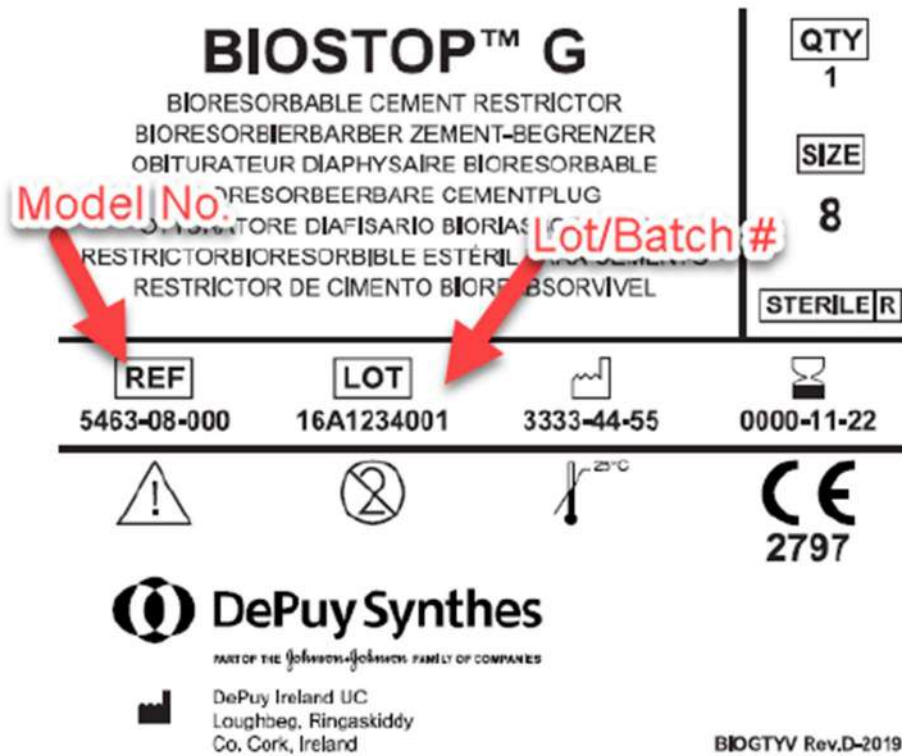 BIOSTOP™ G
BIORESORBABLE CEMENT RESTRICTOR
BIORESORBIERBARBER ZEMENT-BEGRENZER
OBITURATEUR DIAPHYSAIRE BIORESORBABLE
CEMENTPLUG
DIAFISARIO
RESTRICTORBIORESORBIBLE ESTÉRIL
RESTRICTOR DE CIMENTO
QTY
1
SIZE
8
STERILE R
Model No.
Lot/Batch #
REF
5463-08-000
LOT
16A1234001
3333-44-55
0000-11-22
2
25°C
CE
2797
DePuy Synthes
PART OF THE Johnson & Johnson FAMILY OF COMPANIES
DePuy Ireland UC
Loughbeg, Ringaskiddy
Co. Cork, Ireland
BIOGTYV Rev.D-2019